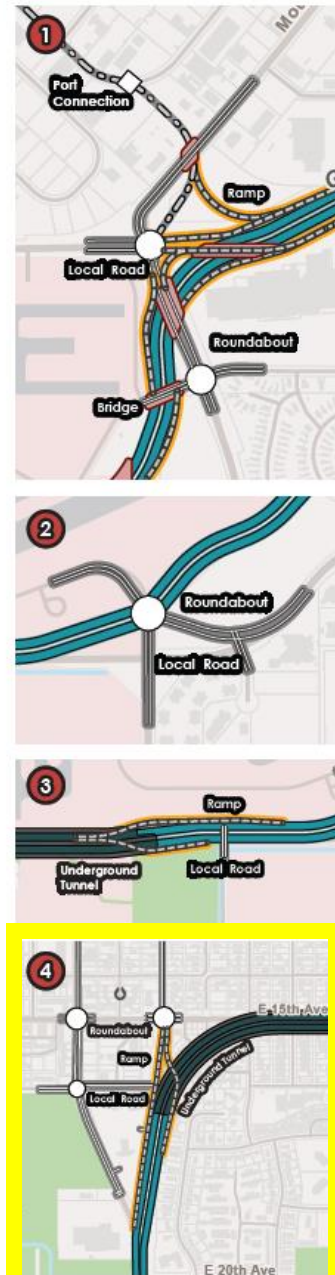 1
Mou
Port
Connection
Ramp
G
Local Road
Roundabout
E
Bridge
2
Roundabout
Local Road
3
Ramp
Underground
Tunnel
Local Road
4
E 15th Ave
Roundabout
Ramp
Underground Tunnel
Local Road
E 20th Ave